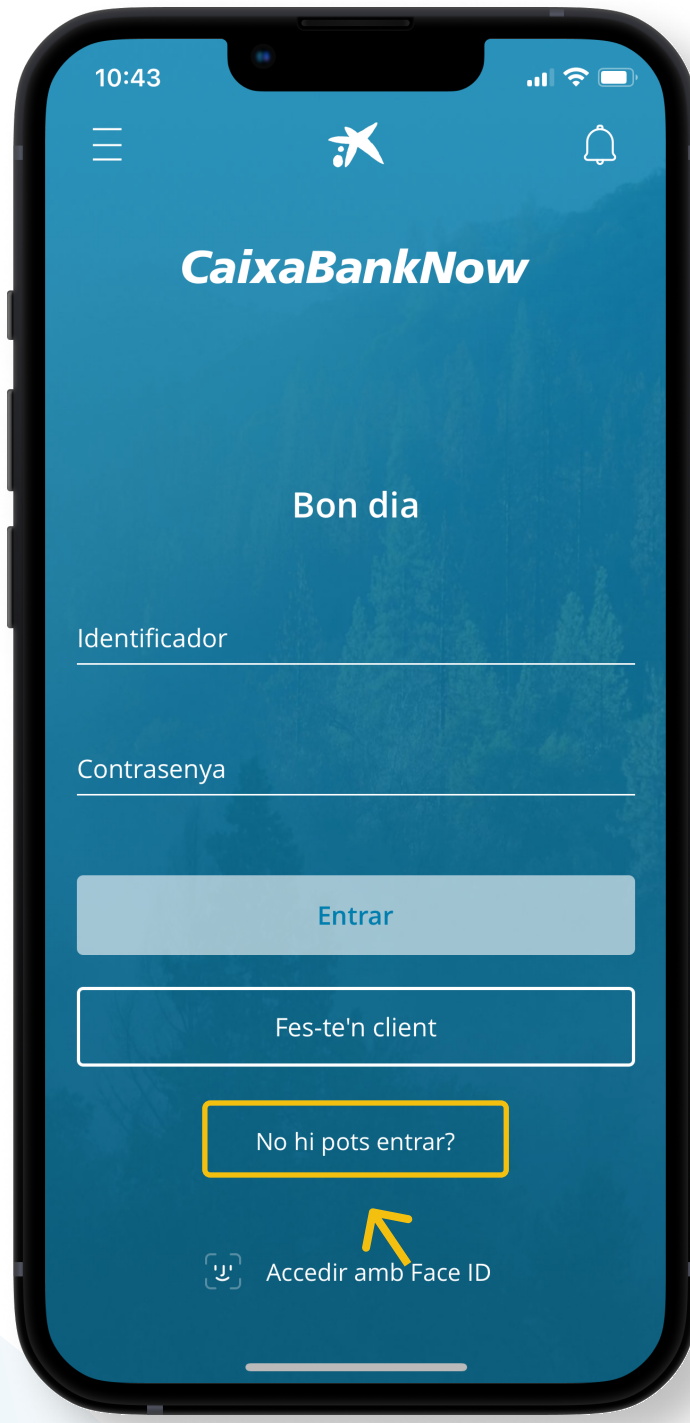 10:43
CaixaBankNow
Bon dia
Identificador
Contrasenya
Entrar
Fes-te'n client
No hi pots entrar?
Accedir amb Face ID